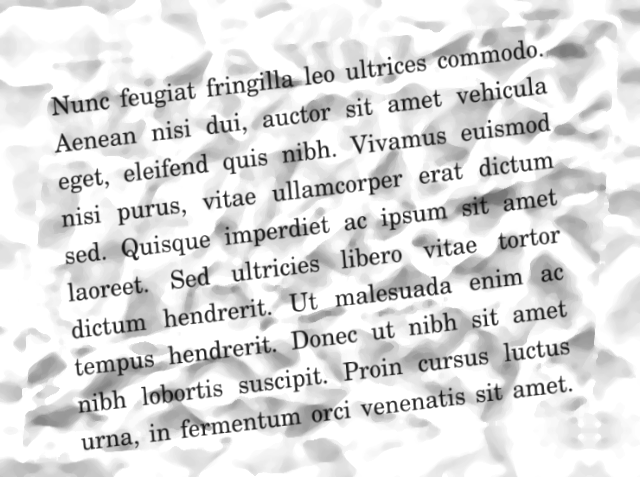 Nunc feugiat fringilla leo ultrices commodo.
Aenean nisi dui, auctor sit amet vehicula
eget, eleifend quis nibh. Vivamus euismod
nisi purus, vitae ullamcorper erat dictum
sed. Quisque imperdiet ac ipsum sit amet
laoreet. Sed ultricies libero vitae tortor
dictum hendrerit. Ut malesuada enim ac
tempus hendrerit. Donec ut nibh sit amet
nibh lobortis suscipit. Proin cursus luctus
urna, in fermentum orci venenatis sit amet.